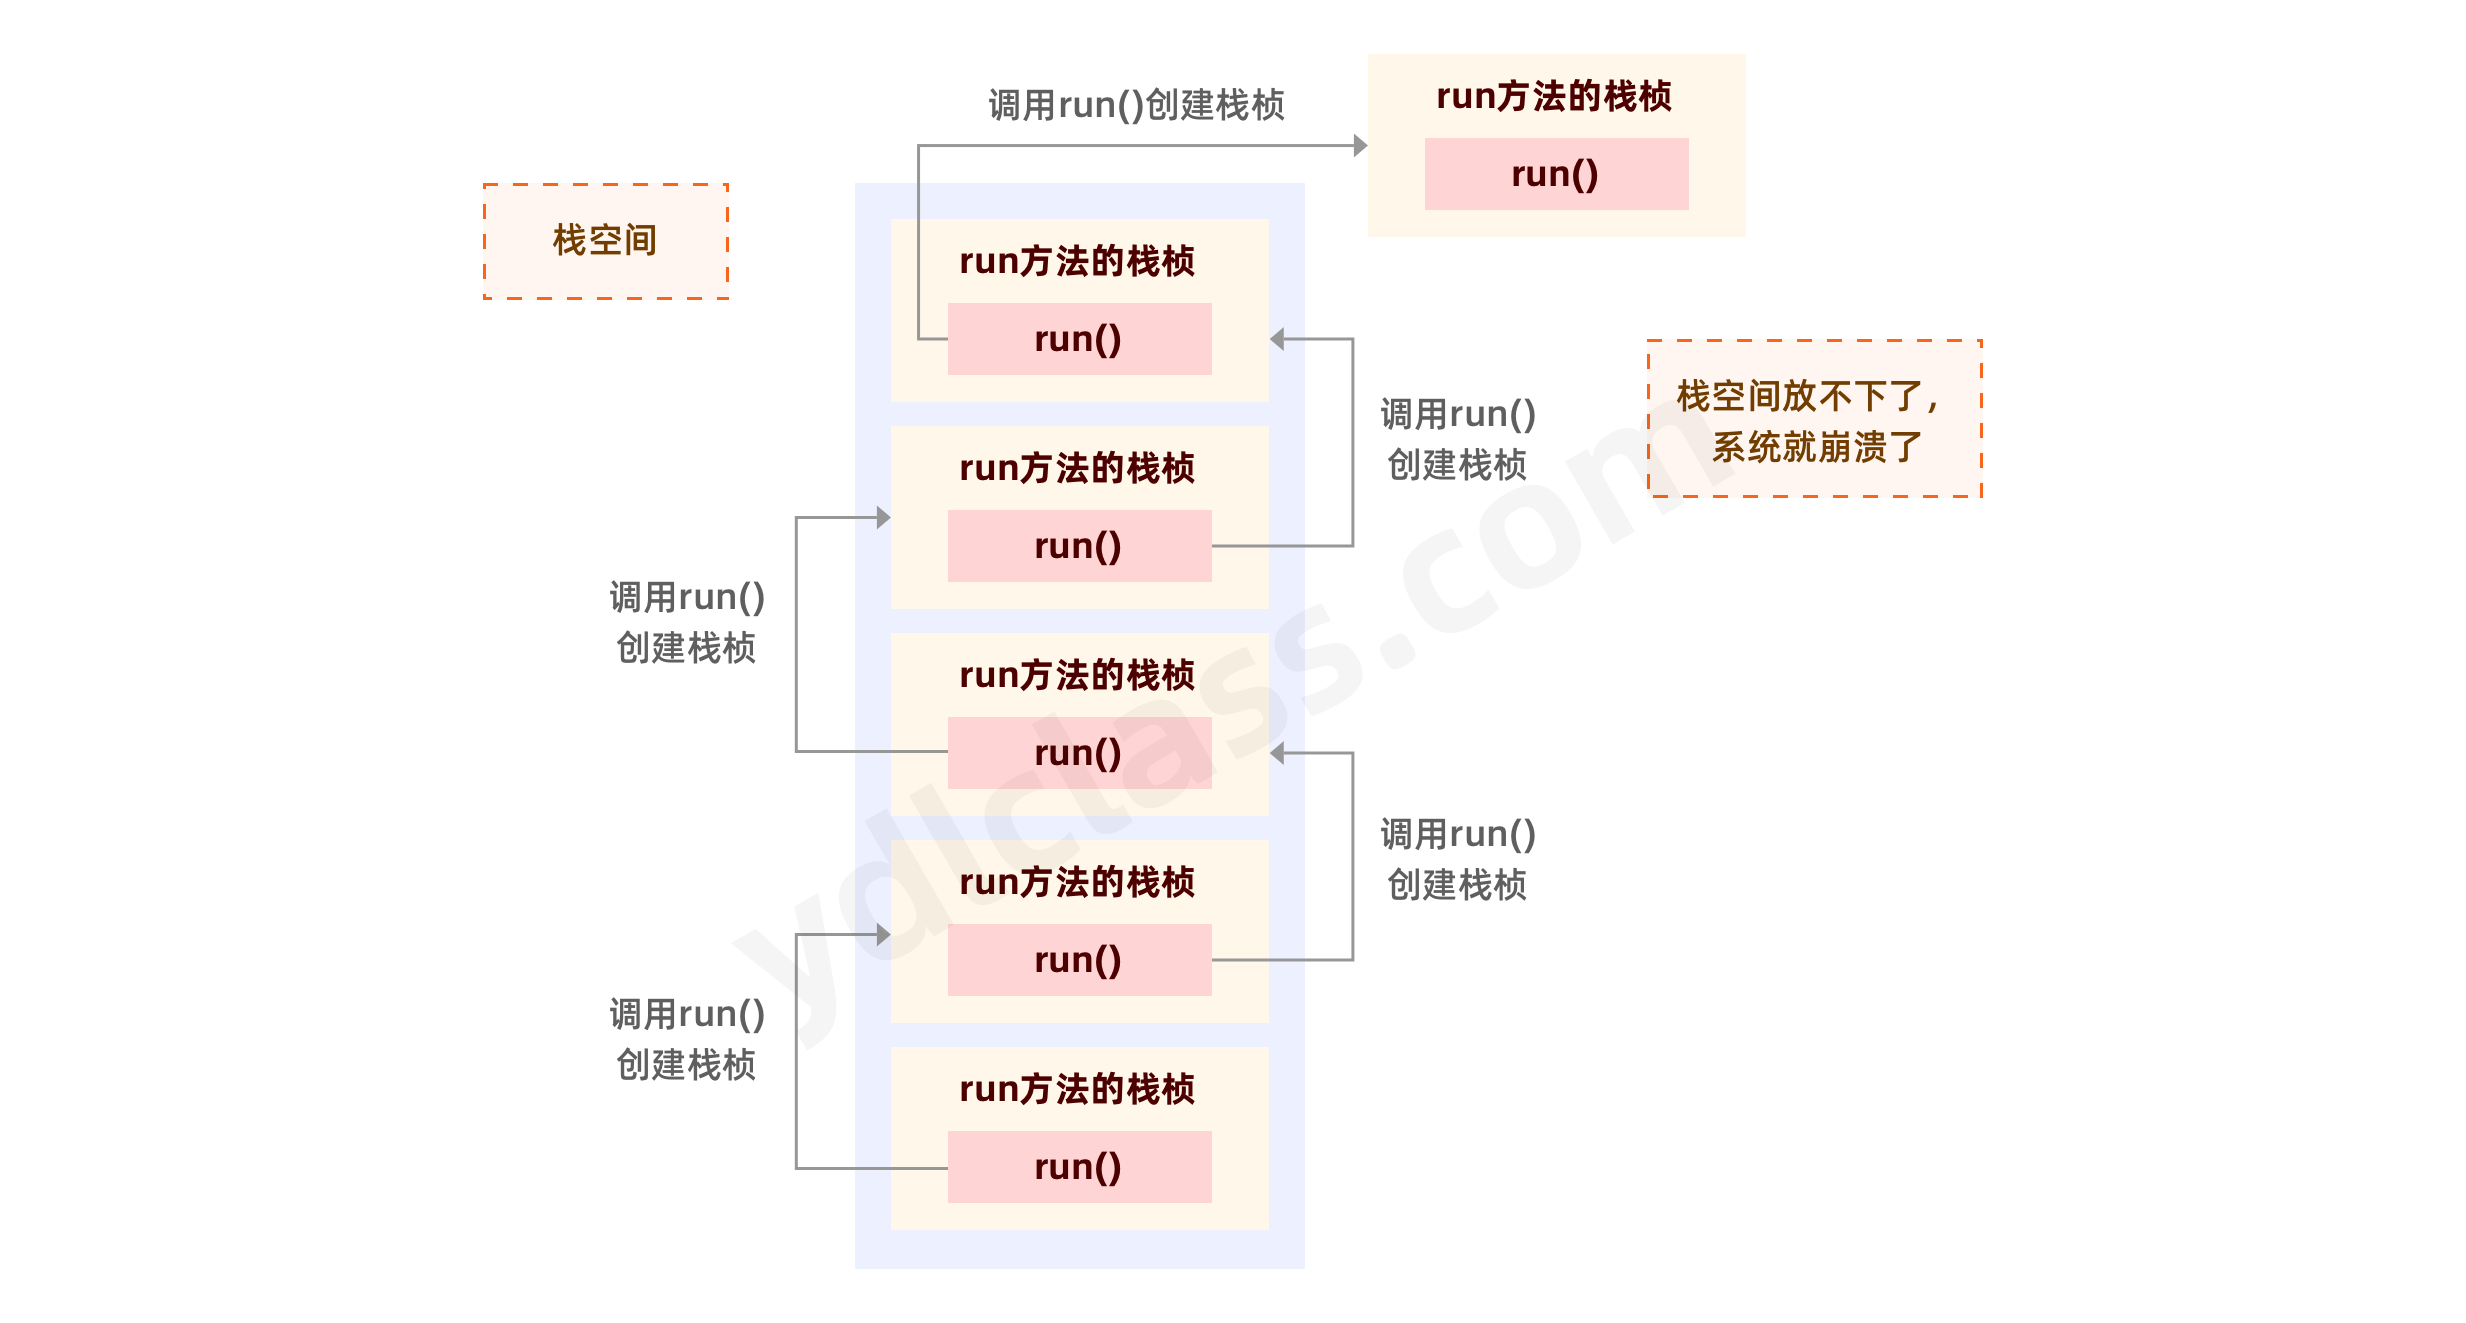 调用run()创建栈桢
run方法的栈桢
run()
栈空间
run方法的栈桢
run()
调用run()
创建栈桢
栈空间放不下了，
系统就崩溃了
run方法的栈桢
run()
调用run()
创建栈桢
run方法的栈桢
run()
调用run()
创建栈桢
run方法的栈桢
run()
调用run()
创建栈桢
run方法的栈桢
run()
ydlclass.com